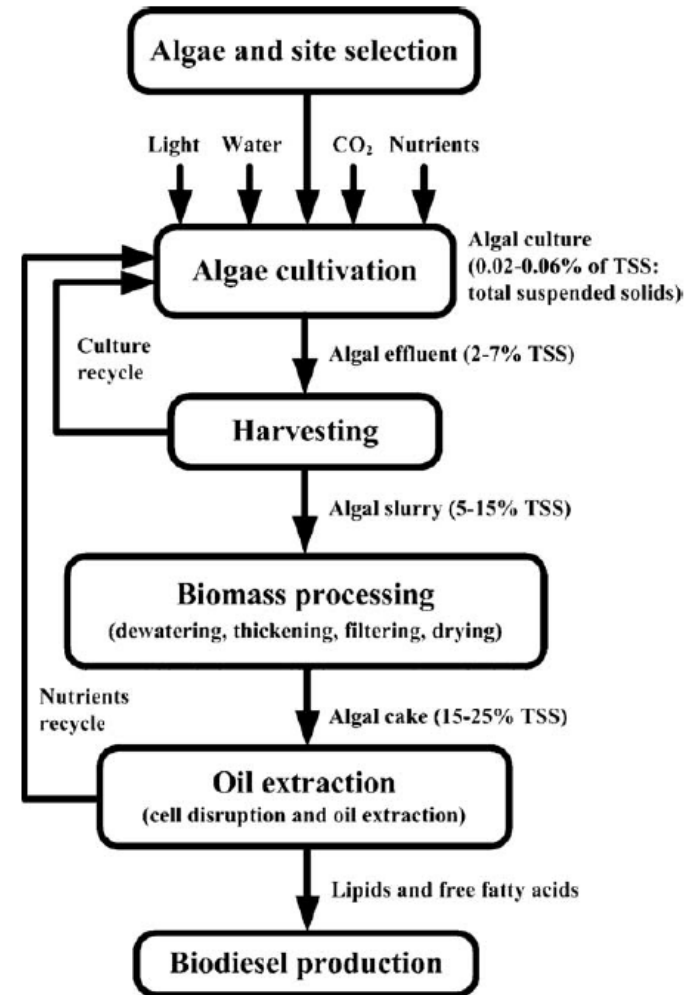 Algae and site selection
Light Water CO₂ Nutrients
Algae cultivation
Algal culture
(0.02-0.06% of TSS:
total suspended solids)
Culture
recycle
Algal effluent (2-7% TSS)
Harvesting
Algal slurry (5-15% TSS)
Biomass processing
(dewatering, thickening, filtering, drying)
Nutrients
recycle
Algal cake (15-25% TSS)
Oil extraction
(cell disruption and oil extraction)
Lipids and free fatty acids
Biodiesel production